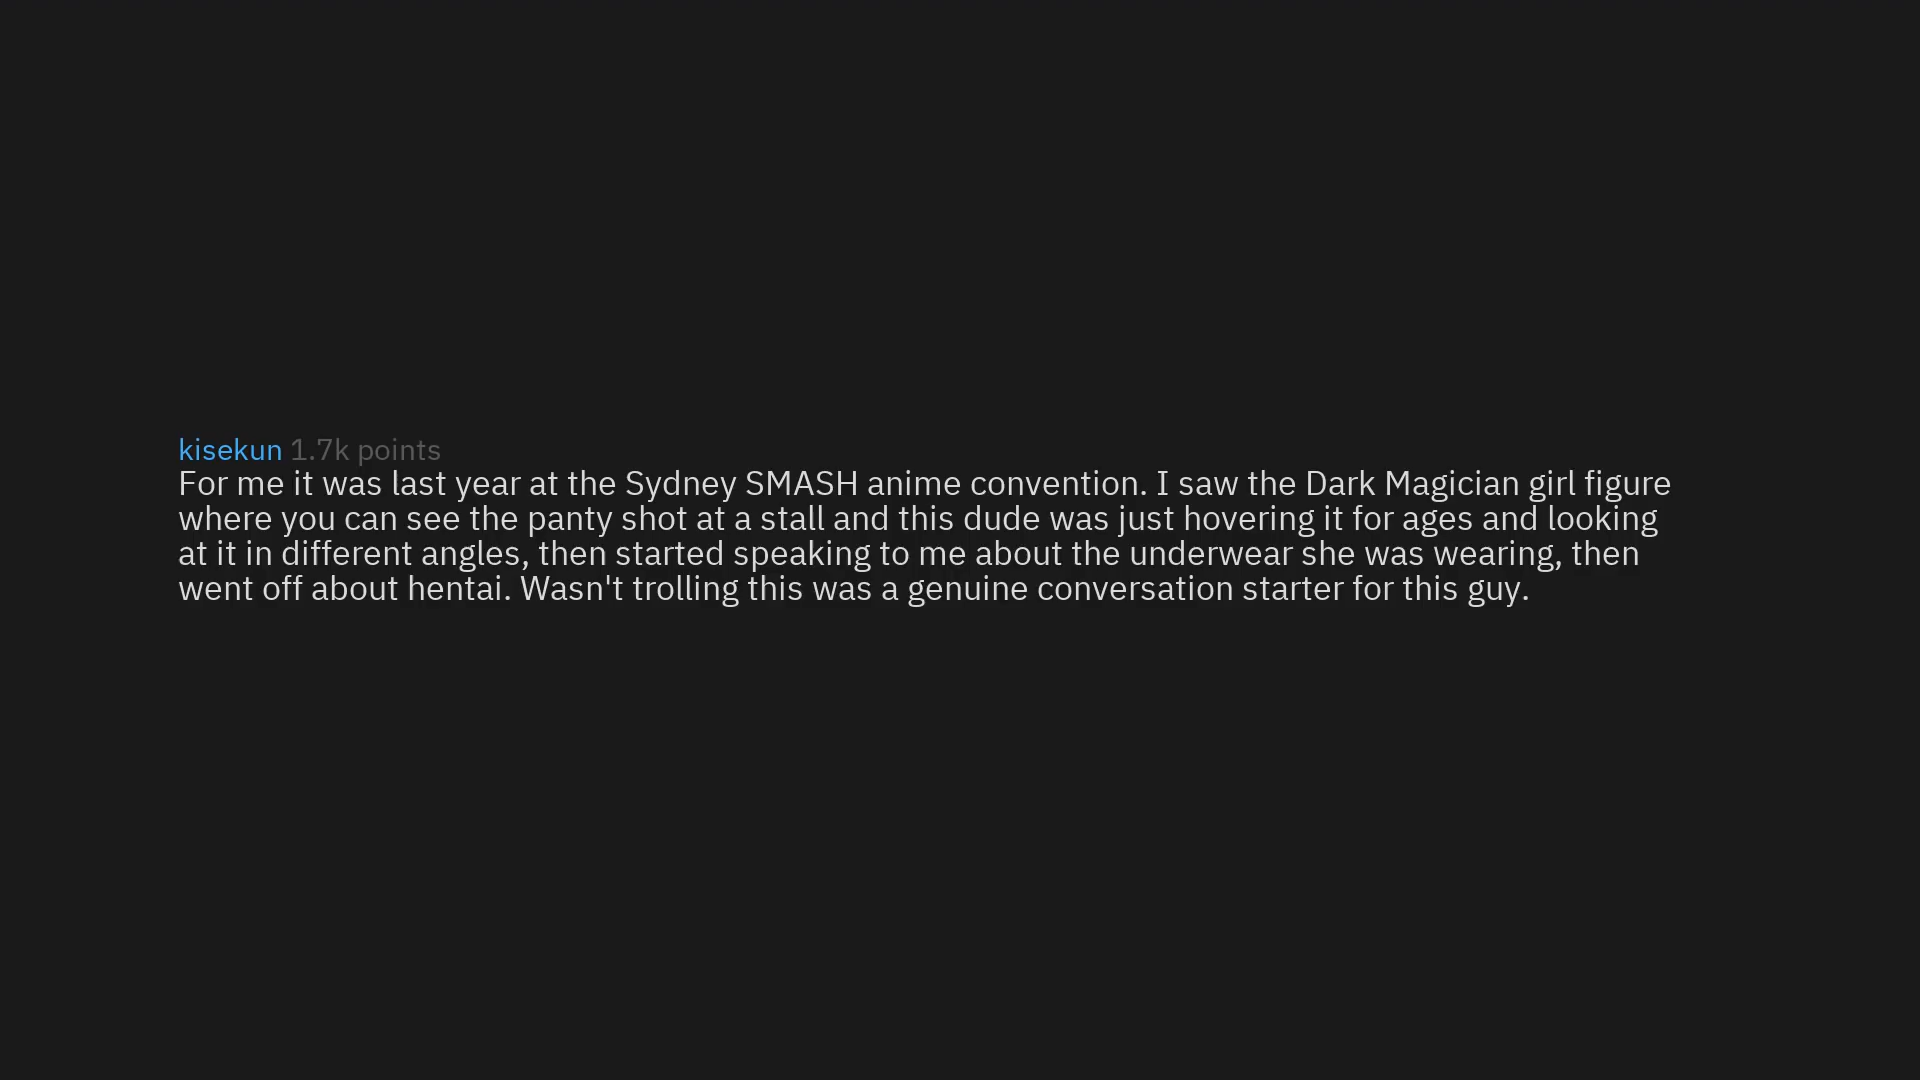 kisekun 1.7k points
For me it was last year at the Sydney SMASH anime convention. I saw the Dark Magician girl figure
where you can see the panty shot at a stall and this dude was just hovering it for ages and looking
at it in different angles, then started speaking to me about the underwear she was wearing, then
went off about hentai. Wasn't trolling this was a genuine conversation starter for this guy.